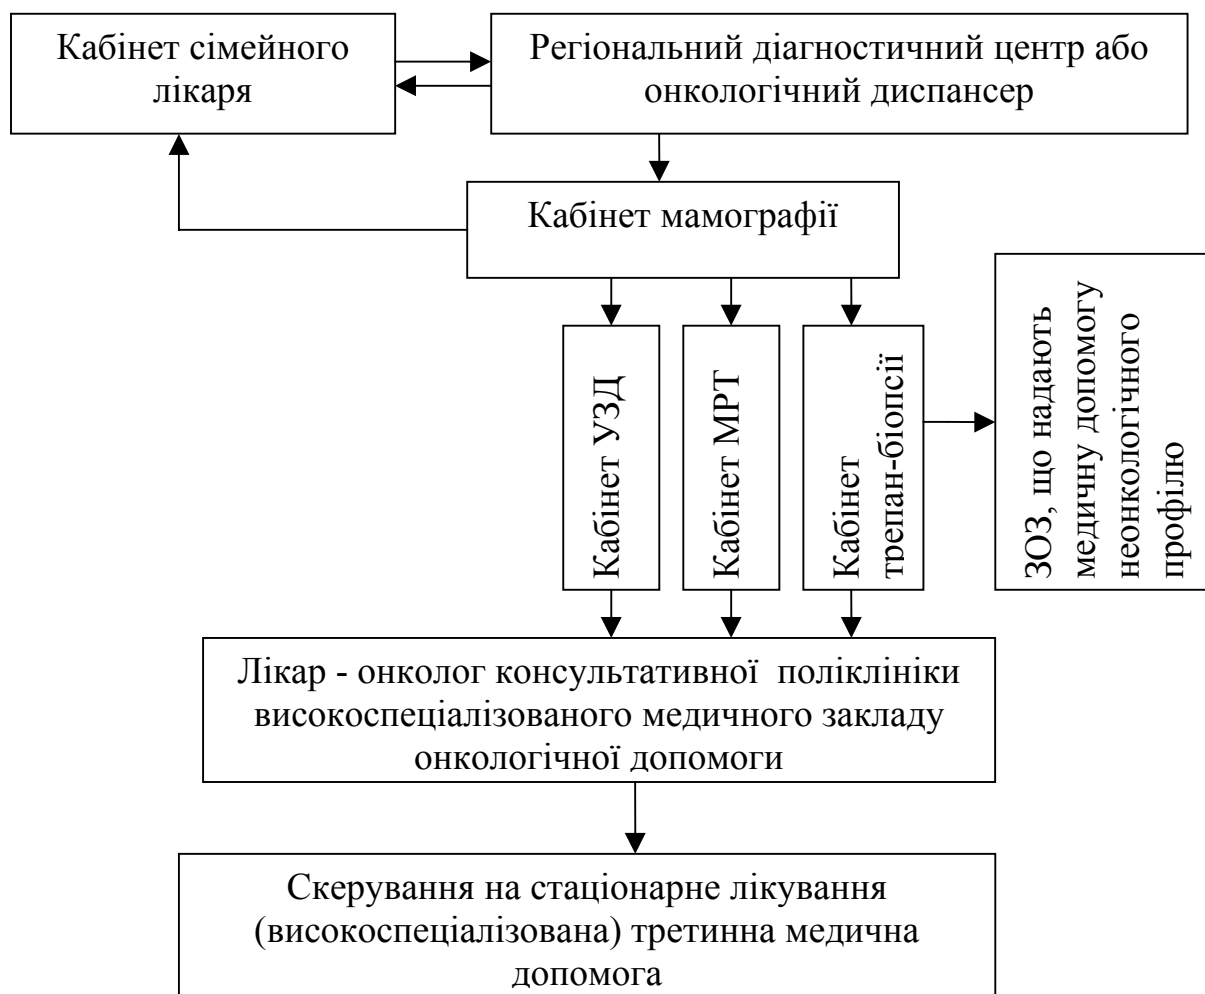 Кабінет сімейного
лікаря
Регіональний діагностичний центр або
онкологічний диспансер
Кабінет мамографії
Кабінет УЗД
Кабінет МРТ
Кабінет
трепан-біопсії
ЗОЗ, що надають
медичну допомогу
неонкологічного
профілю
Лікар - онколог консультативної поліклініки
високоспеціалізованого медичного закладу
онкологічної допомоги
Скерування на стаціонарне лікування
(високоспеціалізована) третинна медична
допомога